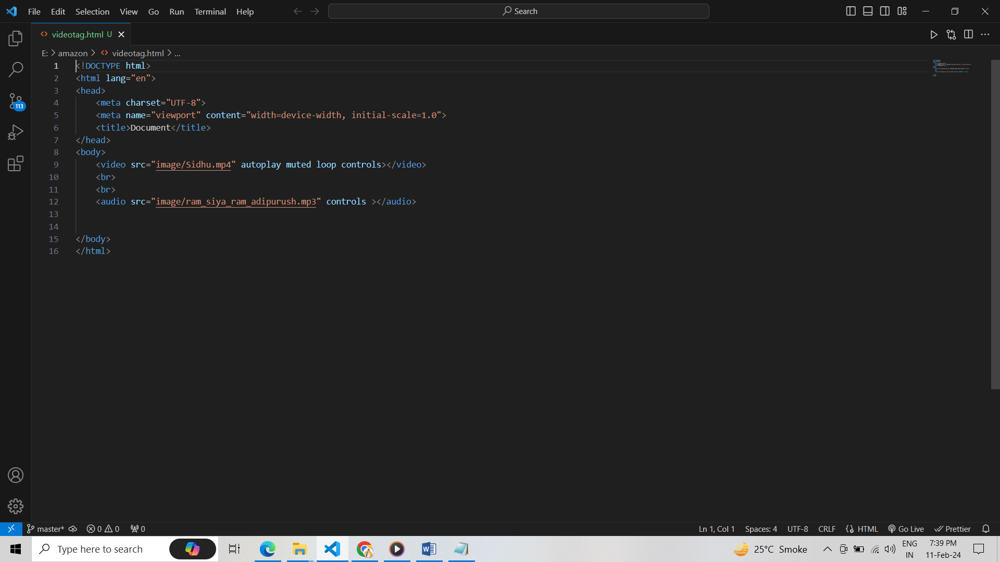 File Edit Selection View Go Run Terminal Help Search
videotag.html U
E: > amazon > videotag.html > ...
1 <!DOCTYPE html>
2 <html lang="en">
3 <head>
4     <meta charset="UTF-8">
5     <meta name="viewport" content="width=device-width, initial-scale=1.0">
6     <title>Document</title>
7 </head>
8 <body>
9     <video src="image/Sidhu.mp4" autoplay muted loop controls></video>
10     <br>
11     <br>
12     <audio src="image/ram_siya_ram_adipurush.mp3" controls ></audio>
13
14
15 </body>
16 </html>
113
master* 0 0 0 Ln 1, Col 1 Spaces: 4 UTF-8 CRLF HTML Go Live Prettier
Type here to search 25°C Smoke ENG IN 7:39 PM 11-Feb-24